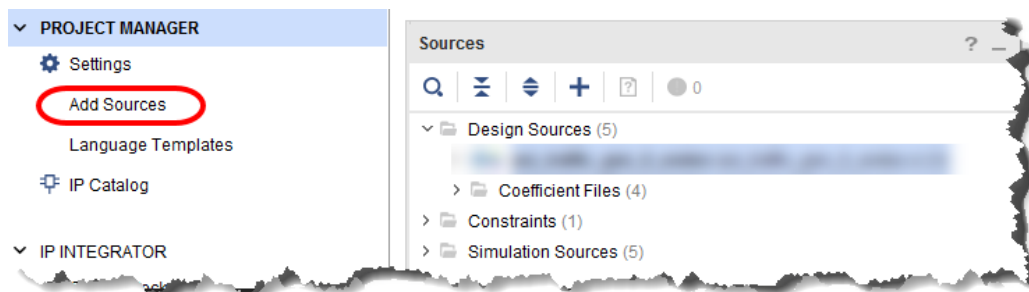 PROJECT MANAGER
Settings
Add Sources
Language Templates
IP Catalog
IP INTEGRATOR
Sources
? _
0
Design Sources (5)
Coefficient Files (4)
Constraints (1)
Simulation Sources (5)